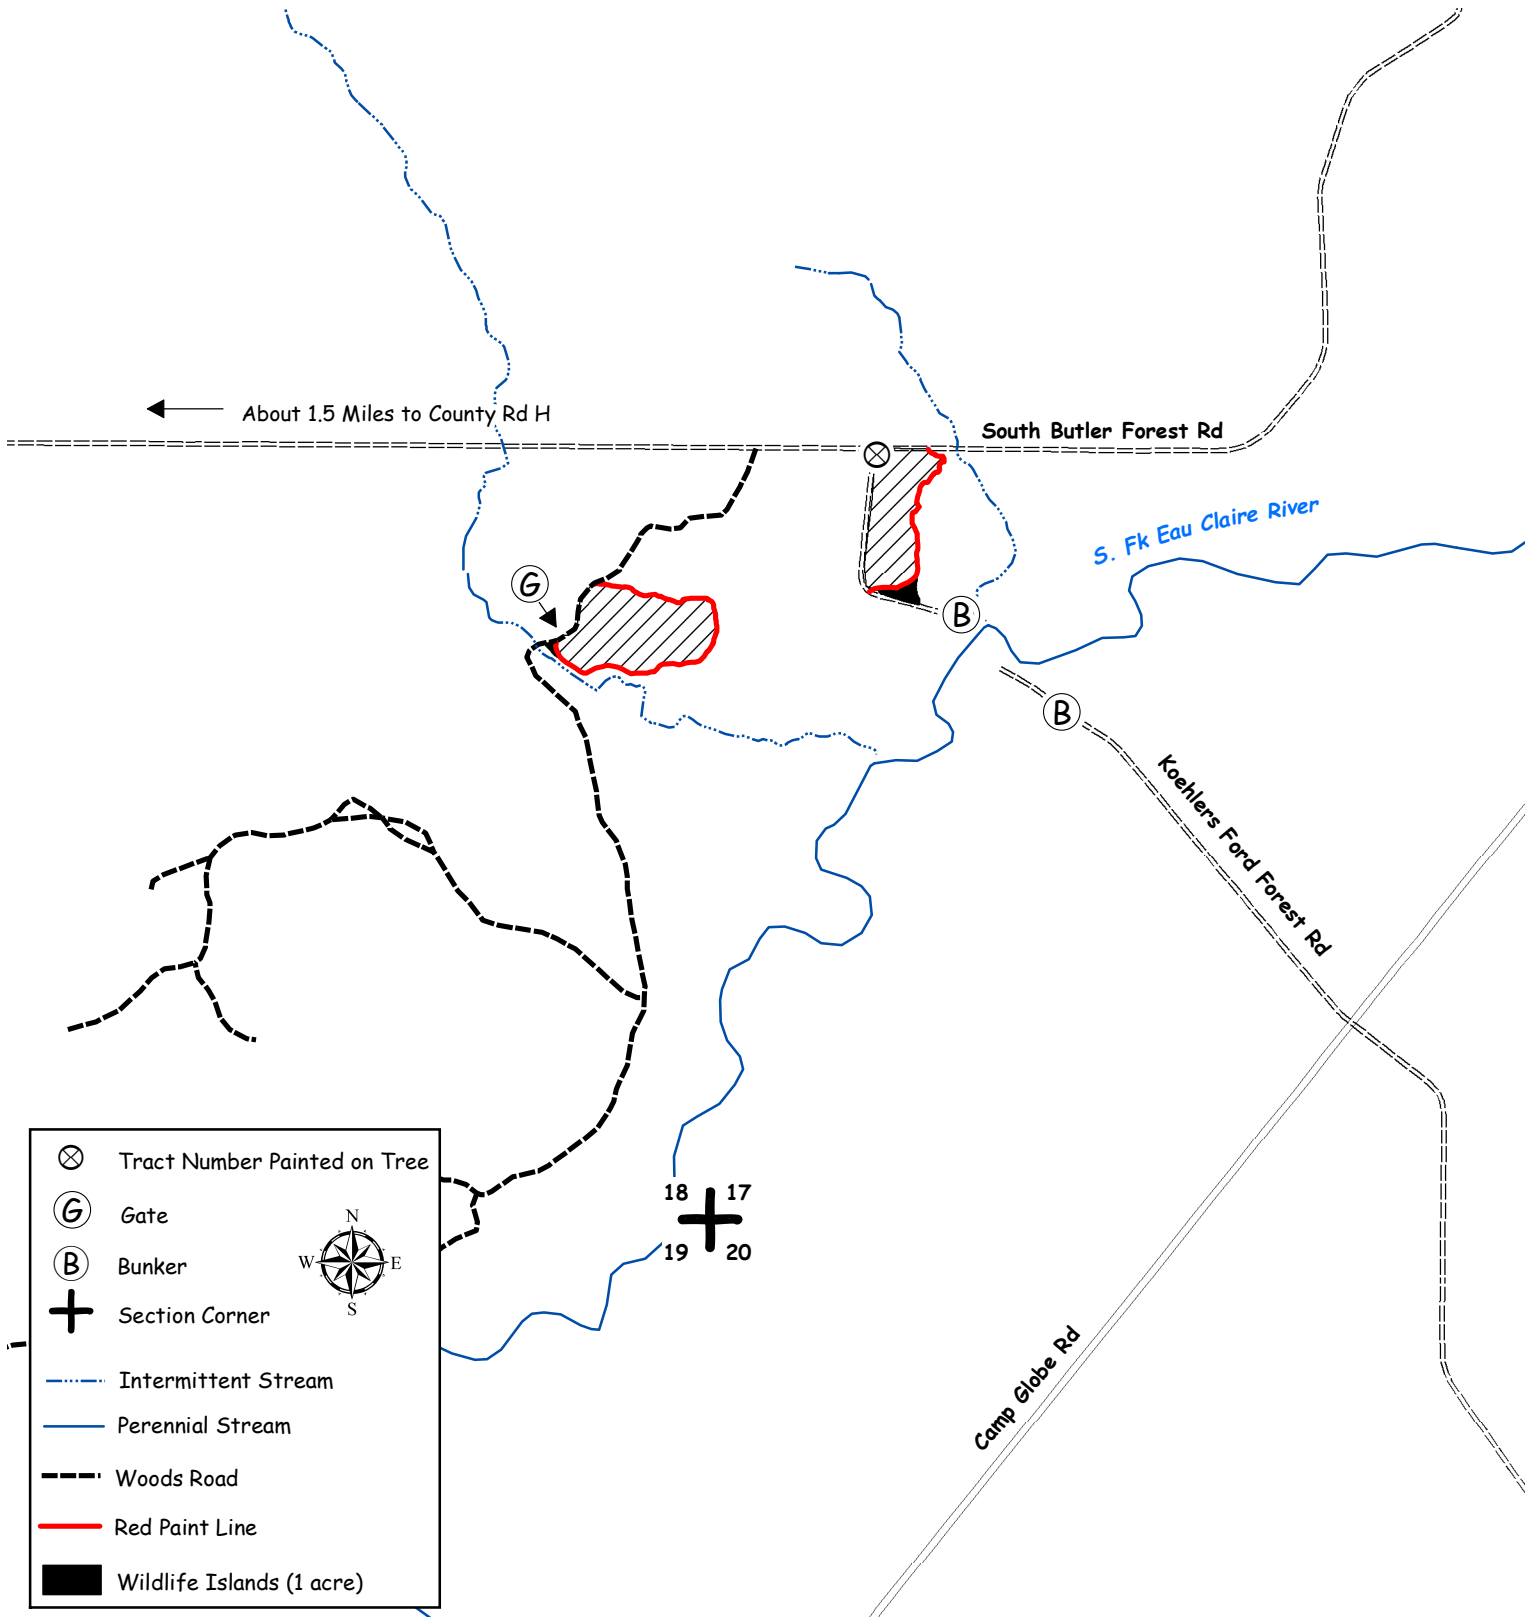 About 1.5 Miles to County Rd H
South Butler Forest Rd
S. Fk Eau Claire River
G
B
B
Koehlers Ford Forest Rd
Camp Globe Rd
18 17
19 20
Tract Number Painted on Tree
G Gate
B Bunker
N
W E
S
Section Corner
Intermittent Stream
Perennial Stream
Woods Road
Red Paint Line
Wildlife Islands (1 acre)